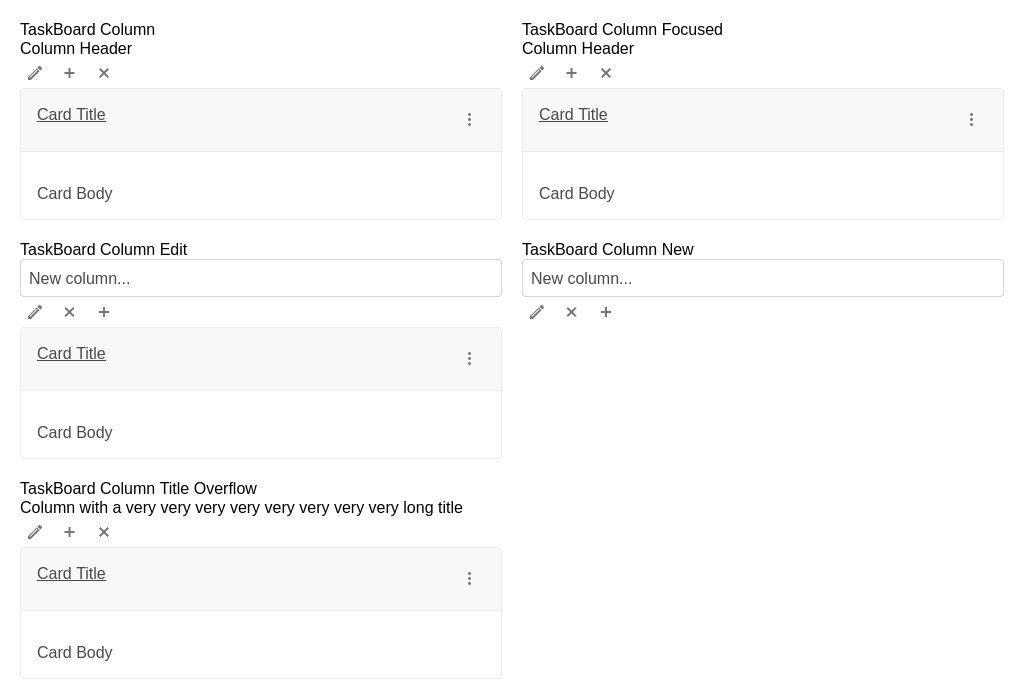 TaskBoard Column
Column Header
Card Title
Card Body
TaskBoard Column Focused
Column Header
Card Title
Card Body
TaskBoard Column Edit
New column...
Card Title
Card Body
TaskBoard Column New
New column...
TaskBoard Column Title Overflow
Column with a very very very very very very very very long title
Card Title
Card Body